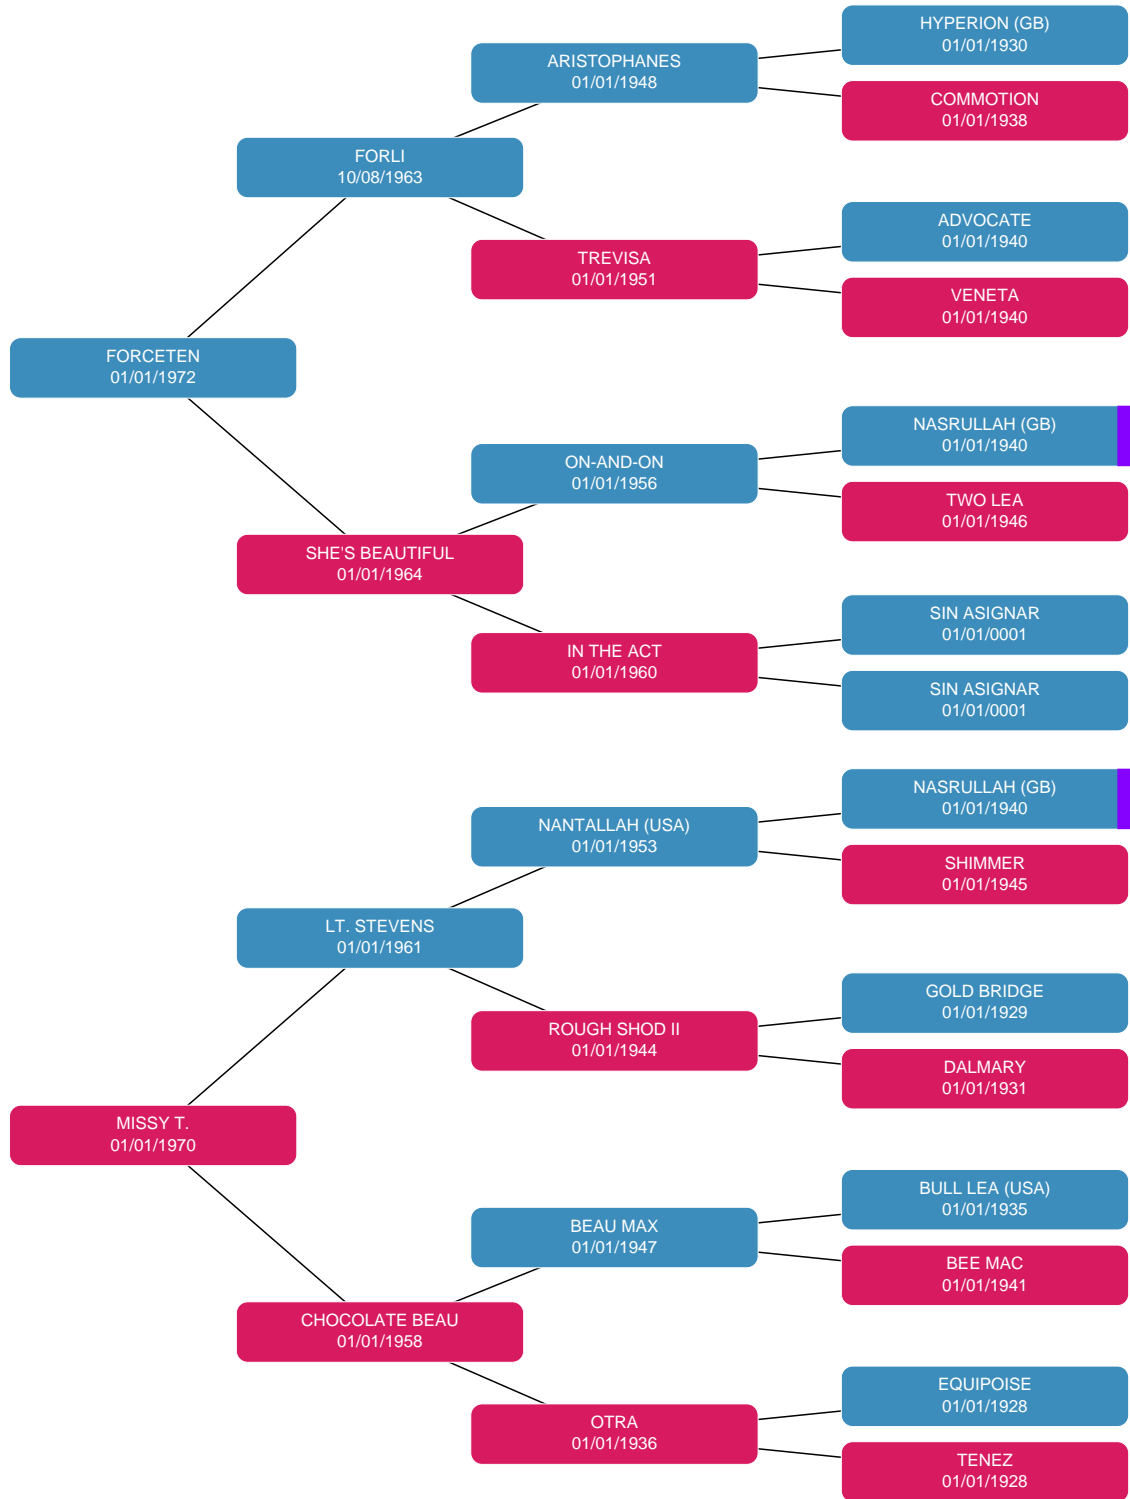 HYPERION (GB)
01/01/1930
ARISTOPHANES
01/01/1948
COMMOTION
01/01/1938
FORLI
10/08/1963
ADVOCATE
01/01/1940
TREVISA
01/01/1951
VENETA
01/01/1940
FORCETEN
01/01/1972
NASRULLAH (GB)
01/01/1940
ON-AND-ON
01/01/1956
TWO LEA
01/01/1946
SHE'S BEAUTIFUL
01/01/1964
SIN ASIGNAR
01/01/0001
IN THE ACT
01/01/1960
SIN ASIGNAR
01/01/0001
NASRULLAH (GB)
01/01/1940
NANTALLAH (USA)
01/01/1953
SHIMMER
01/01/1945
LT. STEVENS
01/01/1961
GOLD BRIDGE
01/01/1929
ROUGH SHOD II
01/01/1944
DALMARY
01/01/1931
MISSY T.
01/01/1970
BULL LEA (USA)
01/01/1935
BEAU MAX
01/01/1947
BEE MAC
01/01/1941
CHOCOLATE BEAU
01/01/1958
EQUIPOISE
01/01/1928
OTRA
01/01/1936
TENEZ
01/01/1928